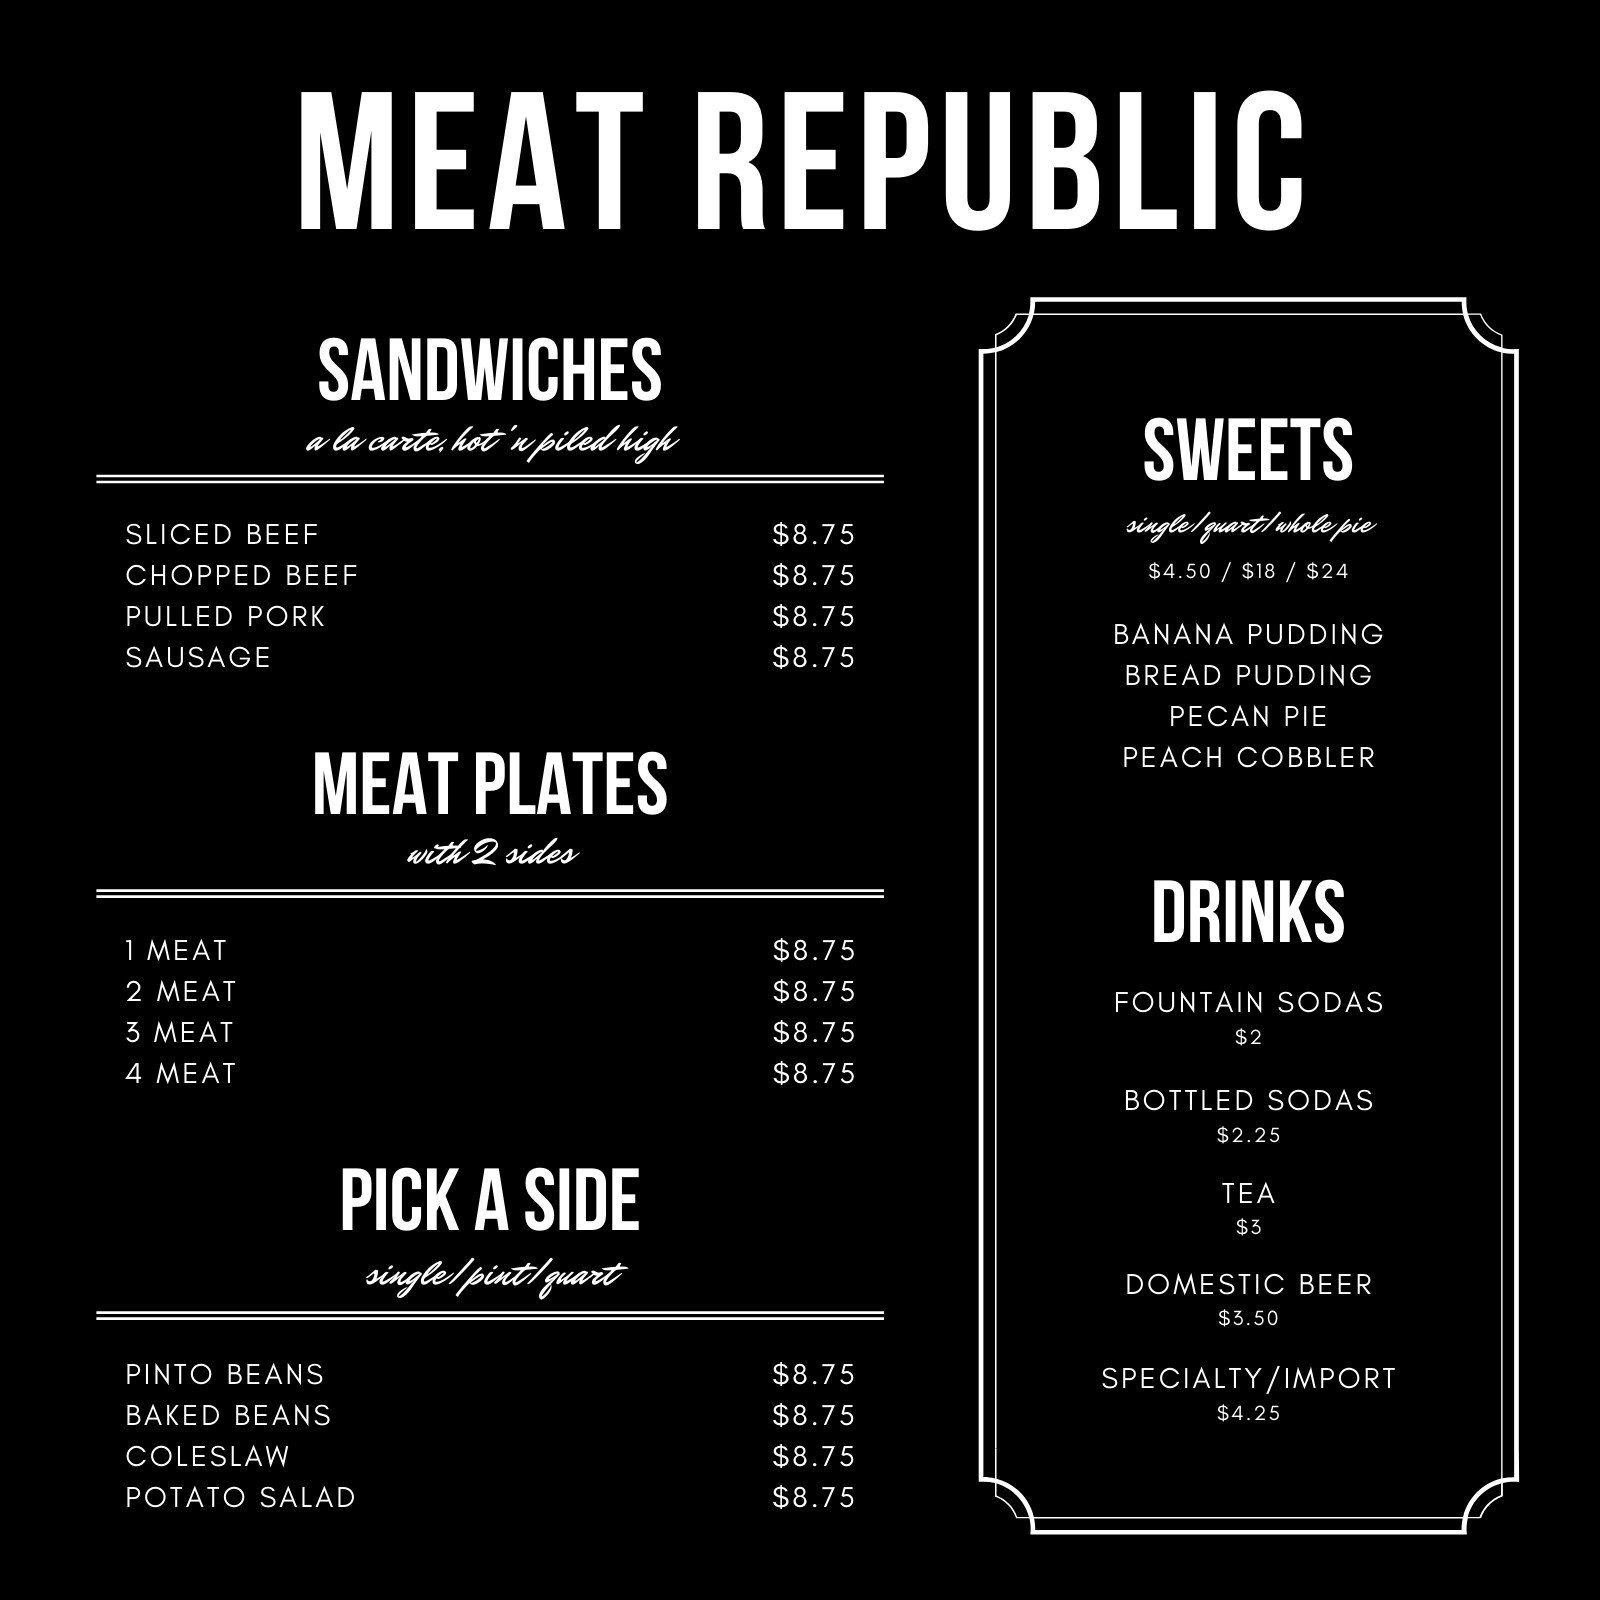 MEAT REPUBLIC
SANDWICHES
a la carte, hot 'n piled high
SLICED BEEF $8.75
CHOPPED BEEF $8.75
PULLED PORK $8.75
SAUSAGE $8.75
MEAT PLATES
with 2 sides
1 MEAT $8.75
2 MEAT $8.75
3 MEAT $8.75
4 MEAT $8.75
PICK A SIDE
single/pint/quart
PINTO BEANS $8.75
BAKED BEANS $8.75
COLESLAW $8.75
POTATO SALAD $8.75
SWEETS
single/quart/whole pie
$4.50 / $18 / $24
BANANA PUDDING
BREAD PUDDING
PECAN PIE
PEACH COBBLER
DRINKS
FOUNTAIN SODAS
$2
BOTTLED SODAS
$2.25
TEA
$3
DOMESTIC BEER
$3.50
SPECIALTY/IMPORT
$4.25